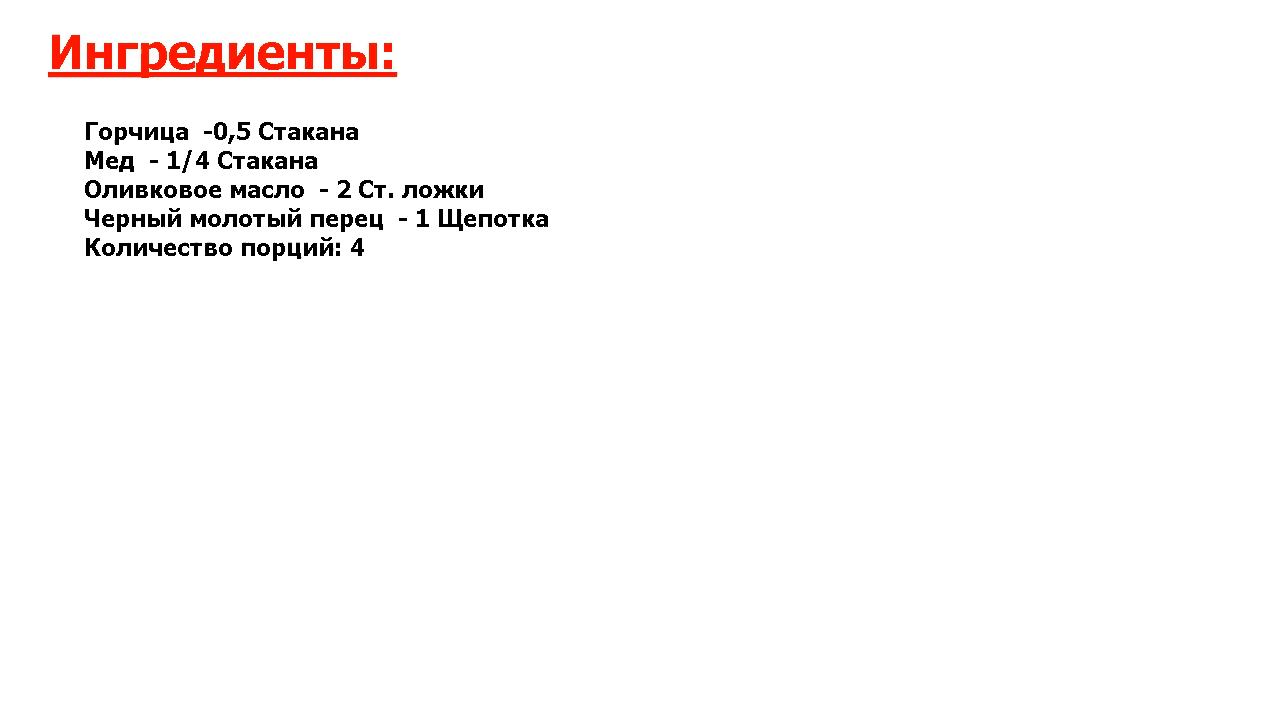 Ингредиенты:
Горчица  -0,5 Стакана
Мед  - 1/4 Стакана
Оливковое масло  - 2 Ст. ложки
Черный молотый перец  - 1 Щепотка
Количество порций: 4